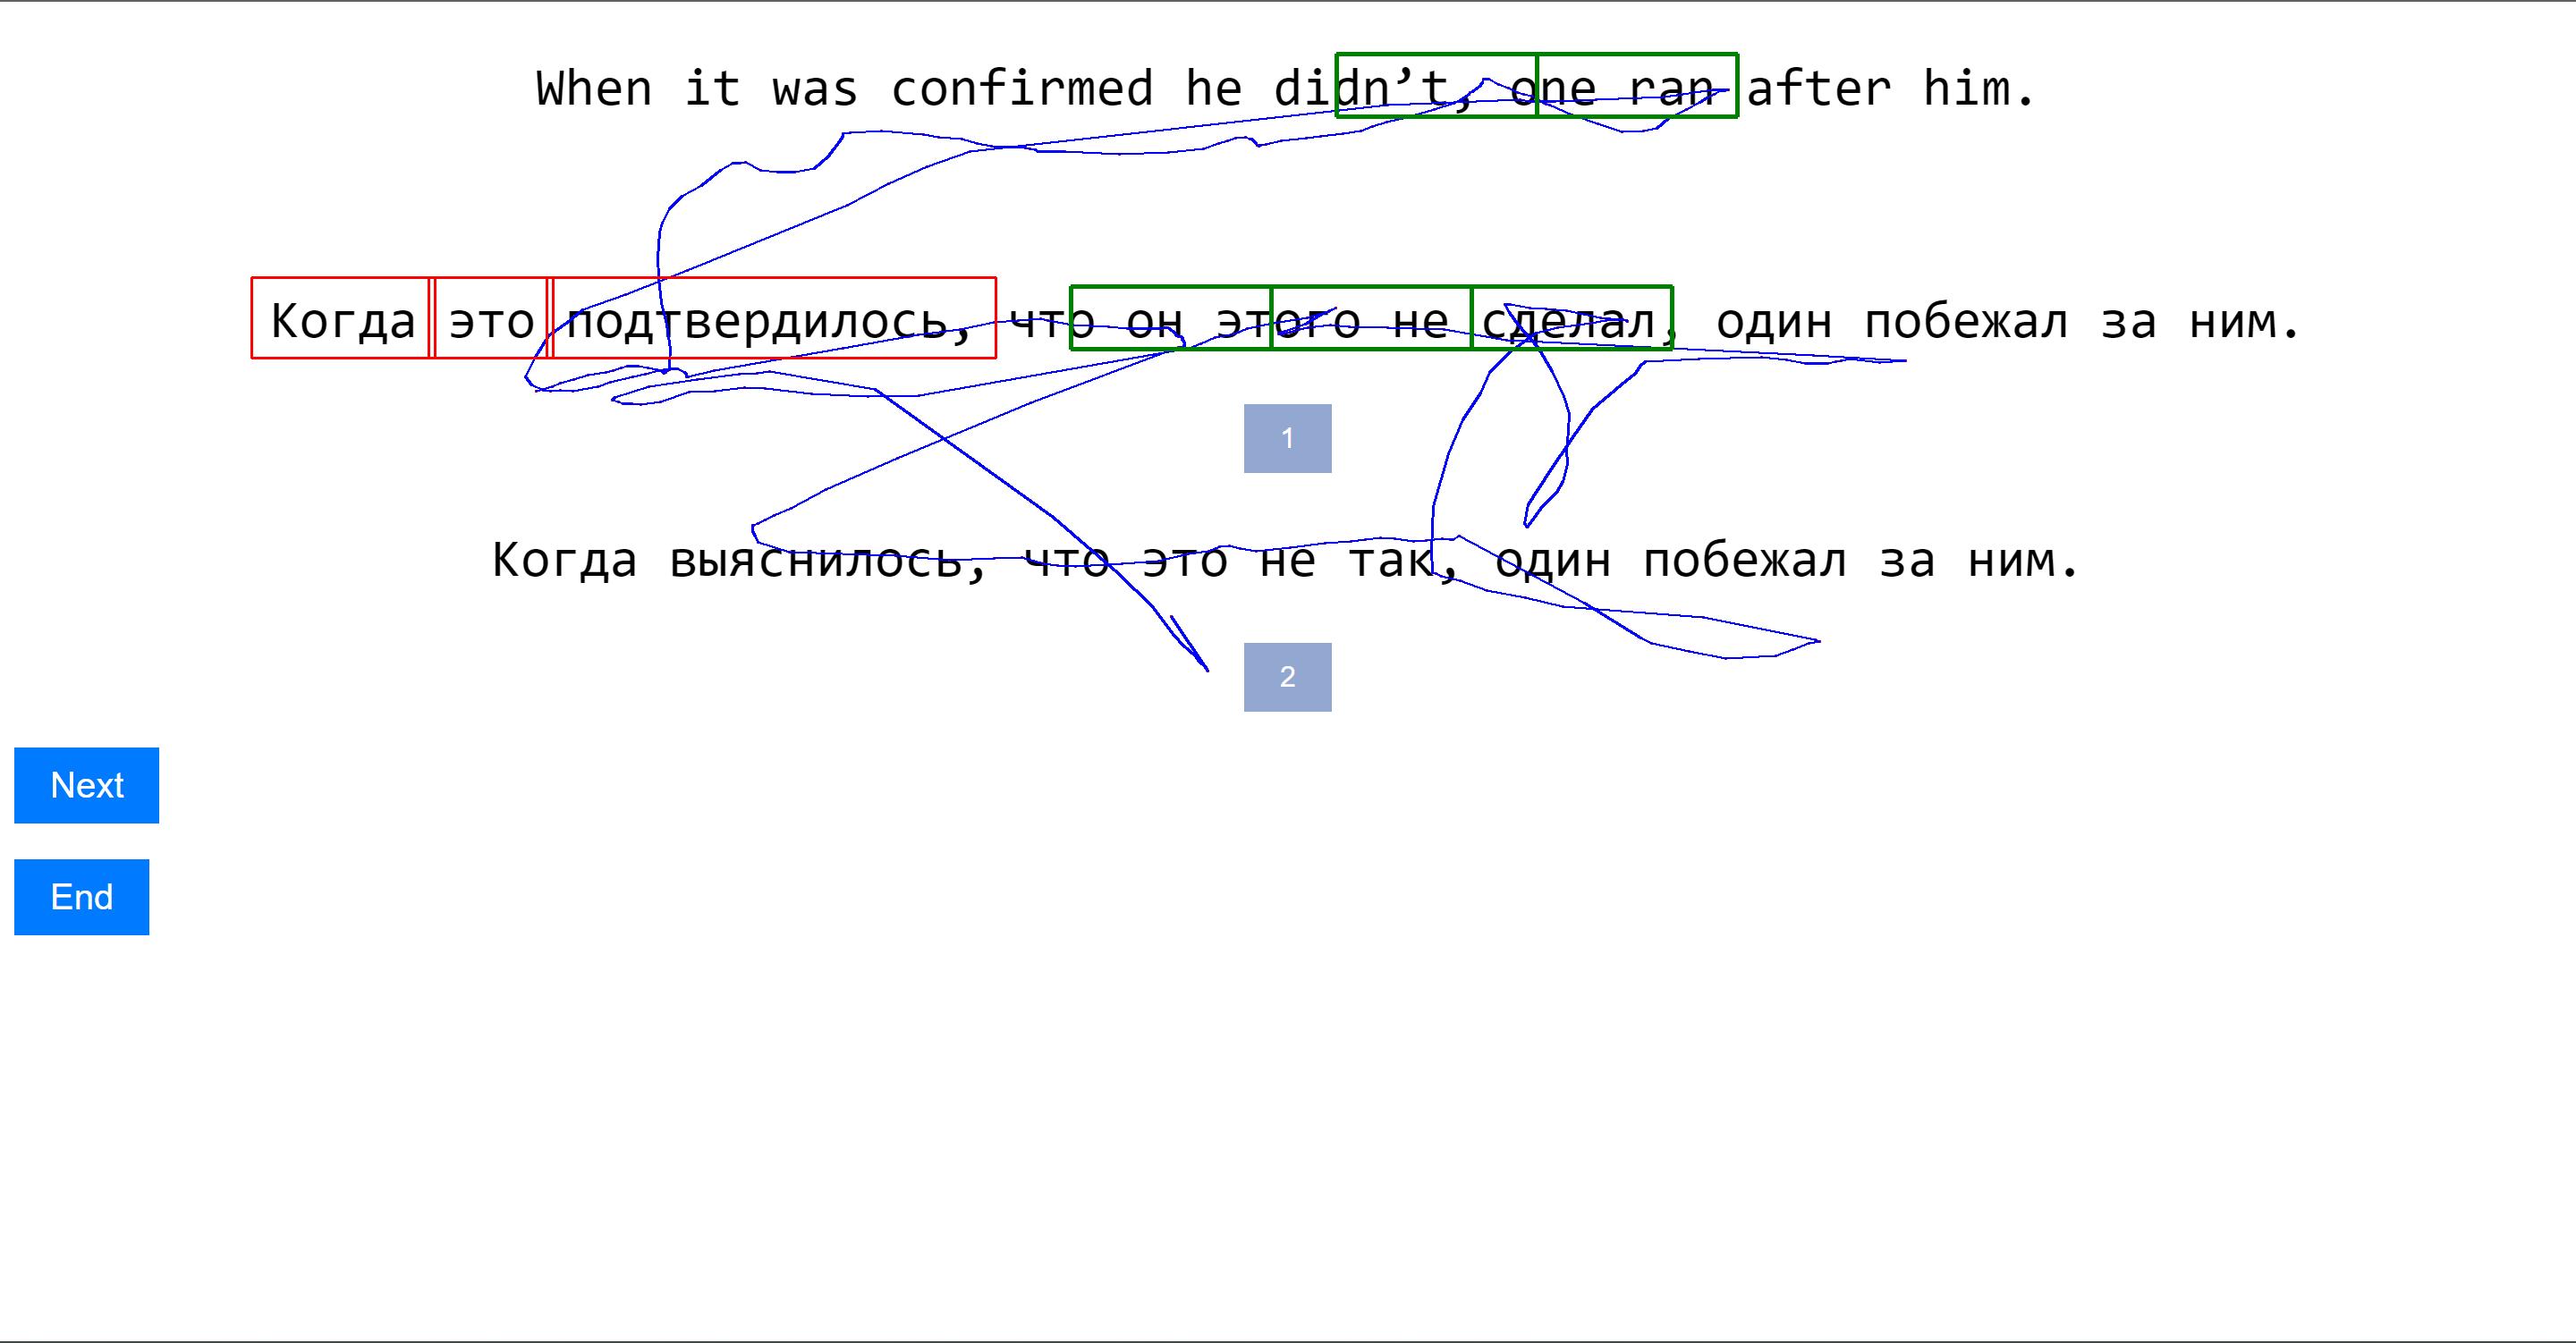 When it was confirmed he didn’t, one ran after him.
Когда это подтвердилось, что он этого не сделал, один побежал за ним.
1
Когда выяснилось, что это не так, один побежал за ним.
2
Next
End